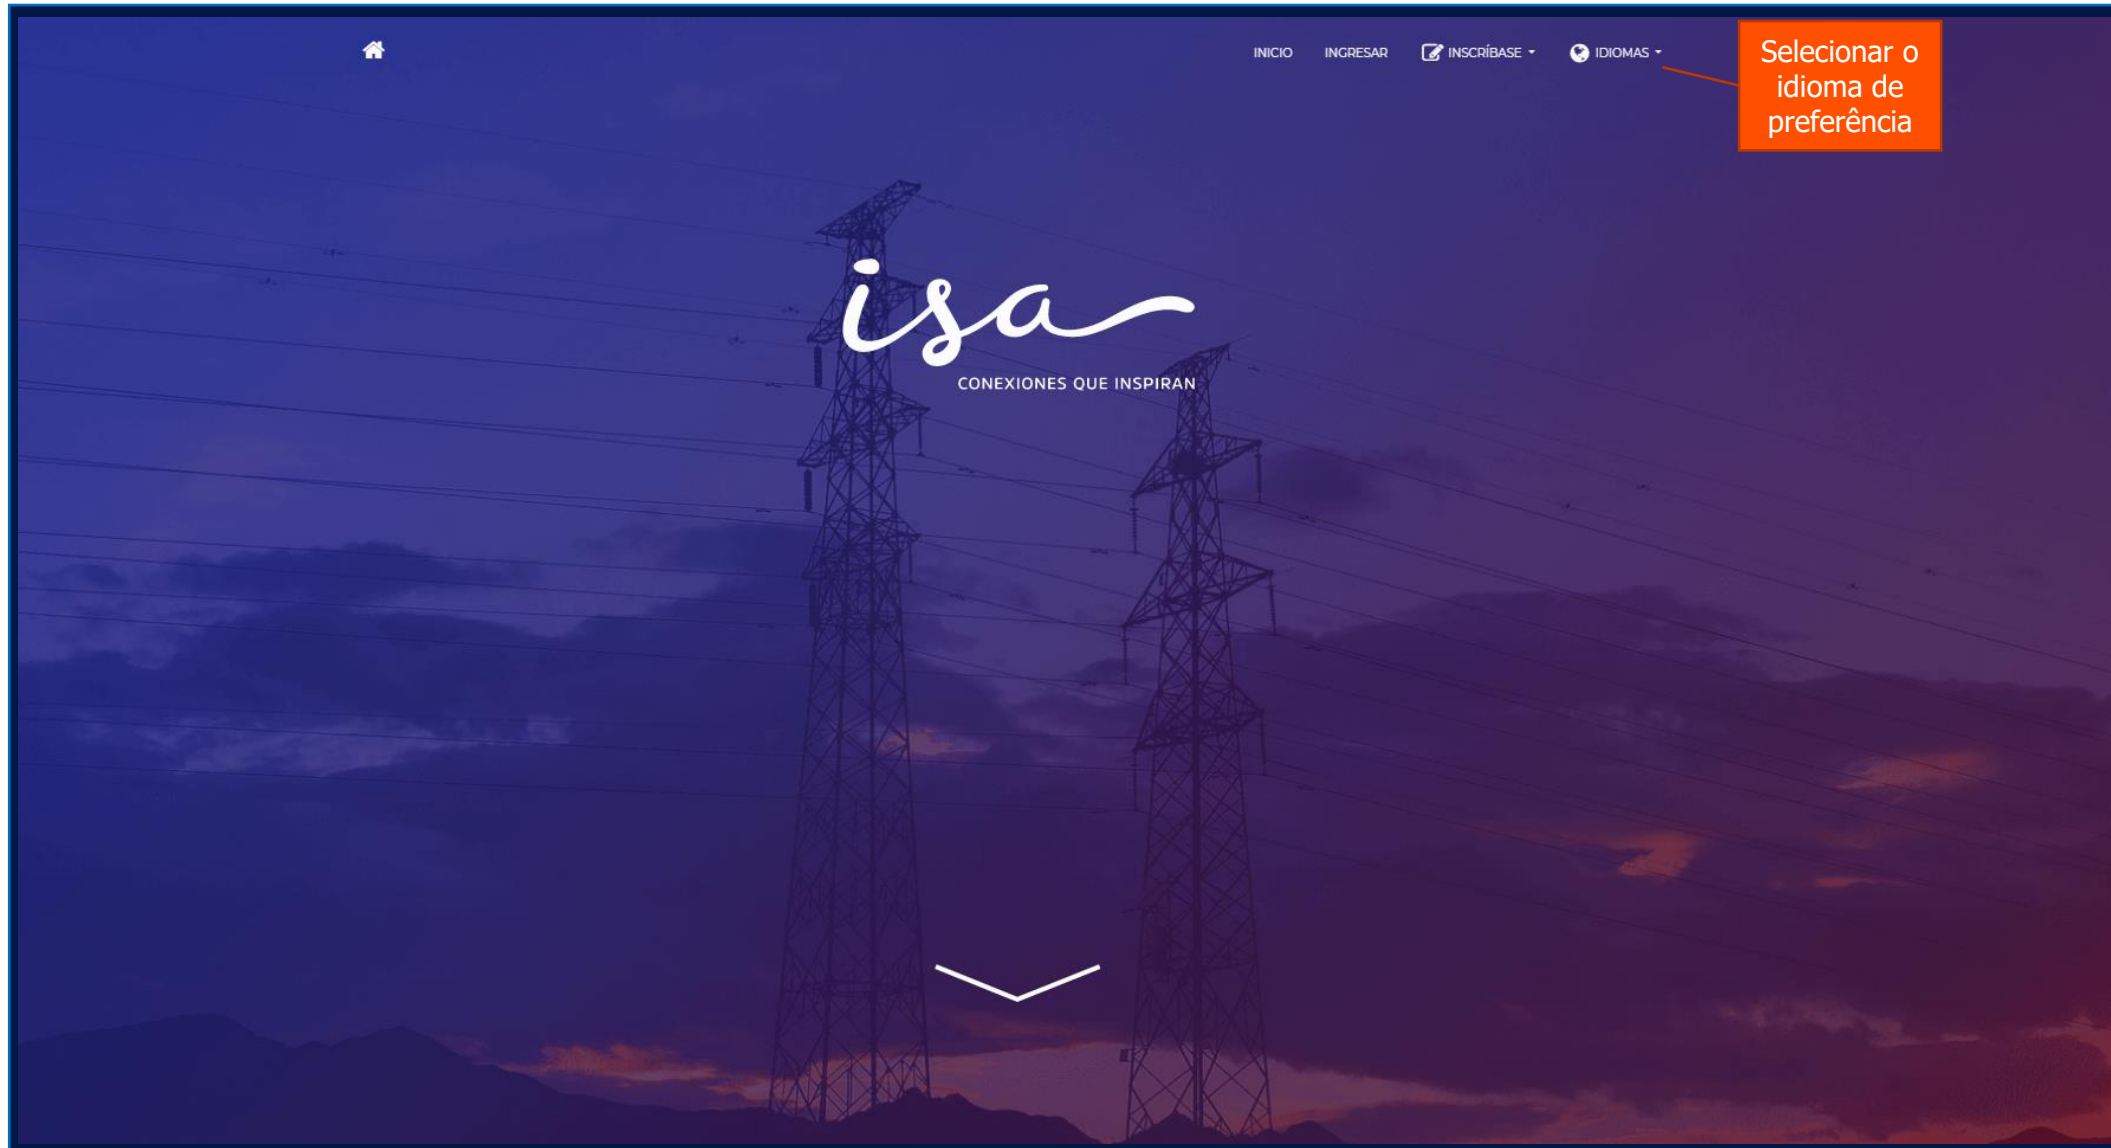 INICIO INGRESAR INSCRÍBASE IDIOMAS
Selecionar o
idioma de
preferência
isa
CONEXIONES QUE INSPIRAN